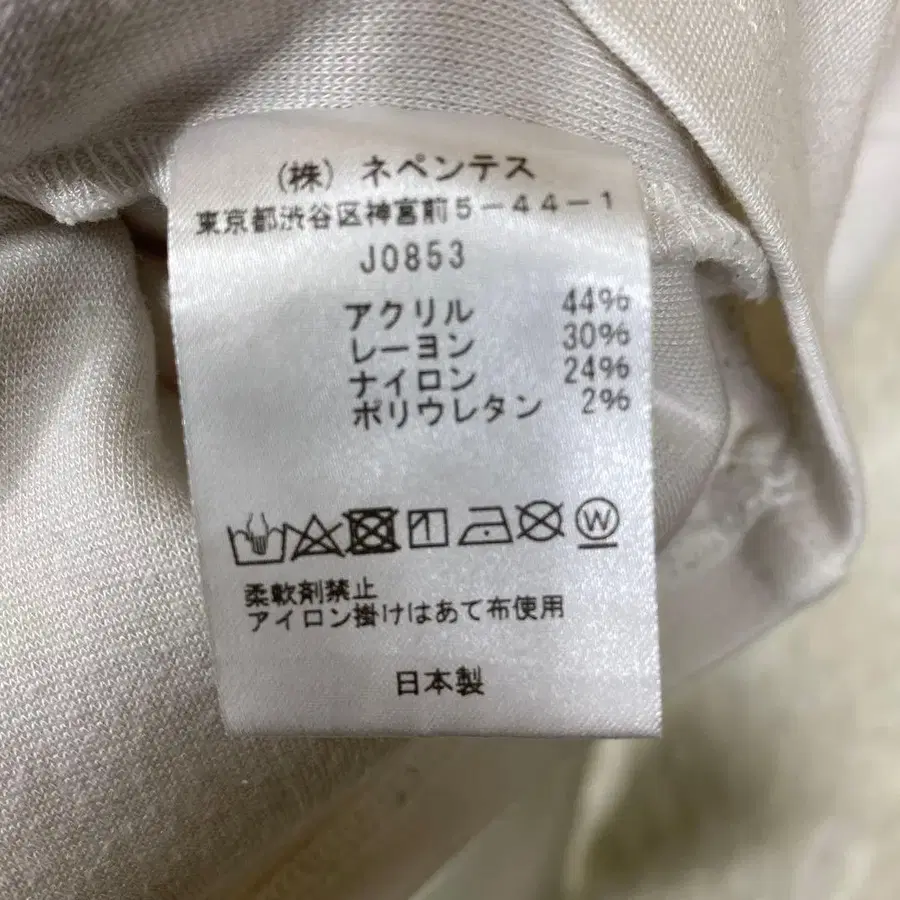 (株) ネペンテス
東京都渋谷区神宮前5-44-1
J0853
アクリル 44%
レーヨン 30%
ナイロン 24%
ポリウレタン 2%
W
柔軟剤禁止
アイロン掛けはあて布使用
日本製